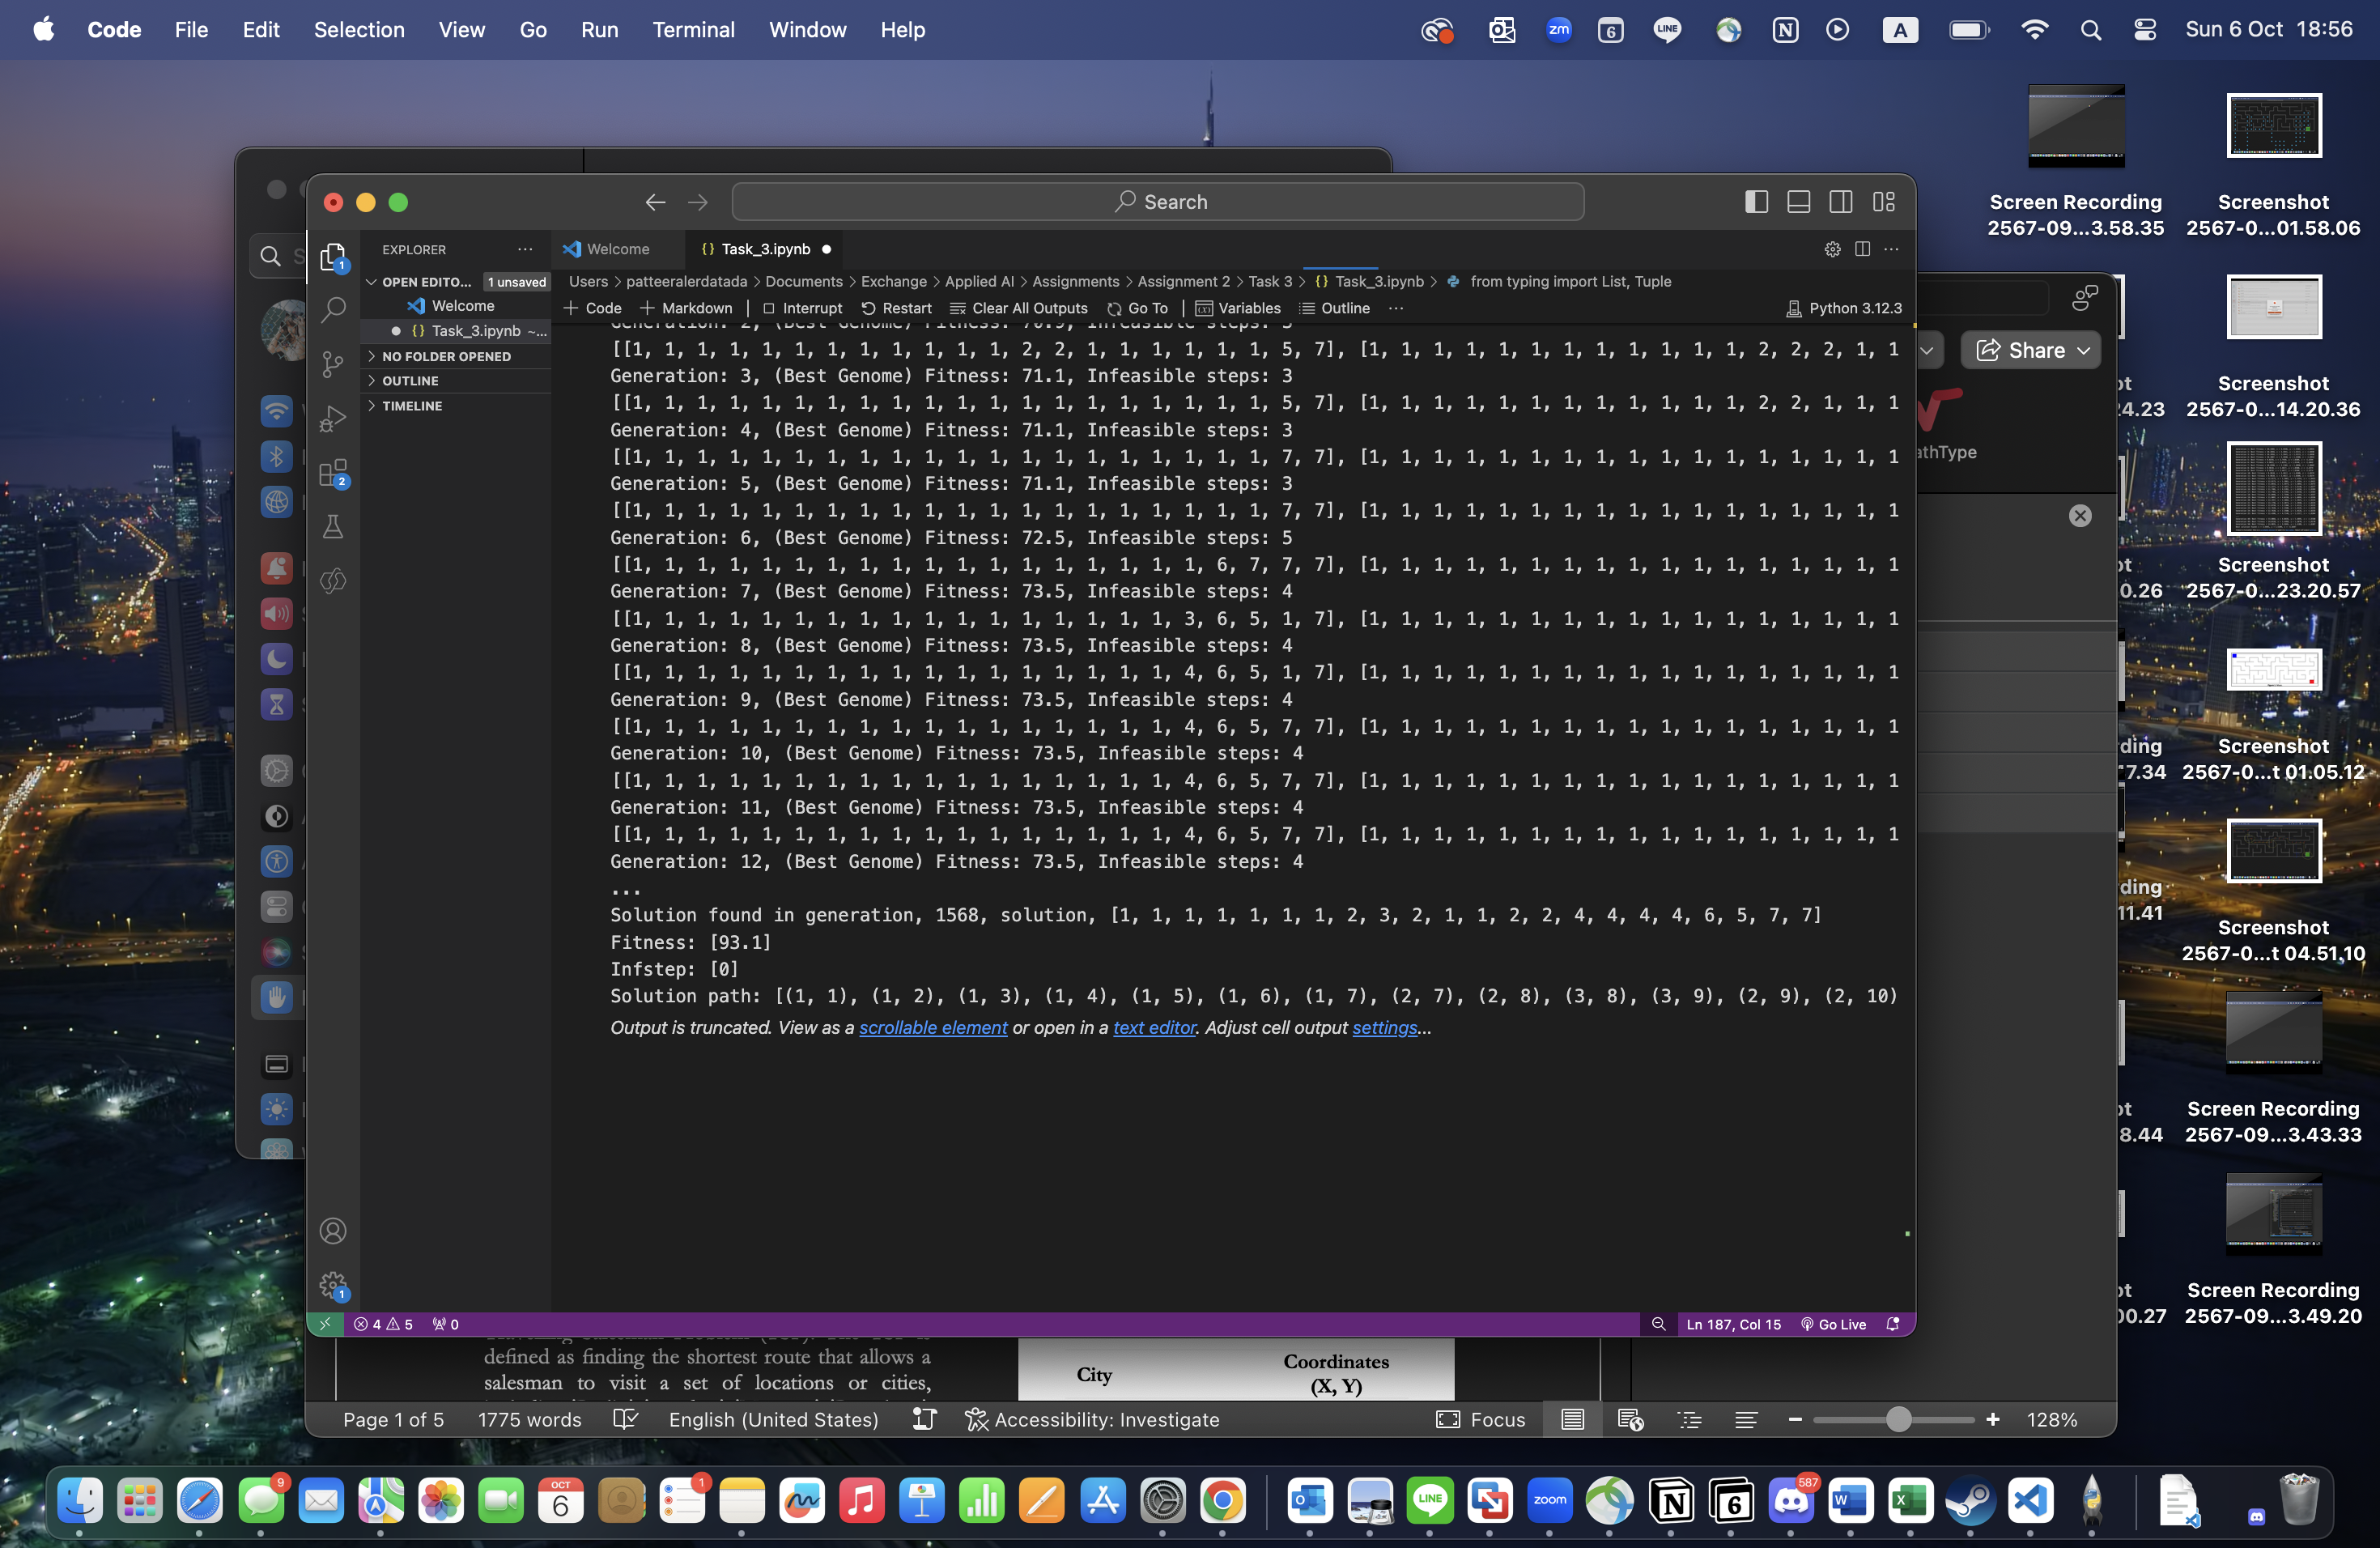 Code File Edit Selection View Go Run Terminal Window Help zm 6 LINE N A Sun 6 Oct 18:56
Search
EXPLORER ··· Welcome {} Task_3.ipynb
OPEN EDITO... 1 unsaved
Users > patteeralerdatada > Documents > Exchange > Applied AI > Assignments > Assignment 2 > Task 3 > {} Task_3.ipynb > from typing import List, Tuple
Welcome
{} Task_3.ipynb ~...
NO FOLDER OPENED
OUTLINE
TIMELINE
+ Code + Markdown | Interrupt Restart Clear All Outputs Go To | Variables Outline ··· Python 3.12.3
Generation: 2, (Best Genome) Fitness: 70.9, Infeasible steps: 5
[[1, 1, 1, 1, 1, 1, 1, 1, 1, 1, 1, 1, 2, 2, 1, 1, 1, 1, 1, 1, 5, 7], [1, 1, 1, 1, 1, 1, 1, 1, 1, 1, 1, 1, 2, 2, 2, 1, 1
Generation: 3, (Best Genome) Fitness: 71.1, Infeasible steps: 3
[[1, 1, 1, 1, 1, 1, 1, 1, 1, 1, 1, 1, 1, 1, 1, 1, 1, 1, 1, 1, 5, 7], [1, 1, 1, 1, 1, 1, 1, 1, 1, 1, 1, 1, 2, 2, 1, 1, 1
Generation: 4, (Best Genome) Fitness: 71.1, Infeasible steps: 3
[[1, 1, 1, 1, 1, 1, 1, 1, 1, 1, 1, 1, 1, 1, 1, 1, 1, 1, 1, 1, 7, 7], [1, 1, 1, 1, 1, 1, 1, 1, 1, 1, 1, 1, 1, 1, 1, 1, 1
Generation: 5, (Best Genome) Fitness: 71.1, Infeasible steps: 3
[[1, 1, 1, 1, 1, 1, 1, 1, 1, 1, 1, 1, 1, 1, 1, 1, 1, 1, 1, 1, 7, 7], [1, 1, 1, 1, 1, 1, 1, 1, 1, 1, 1, 1, 1, 1, 1, 1, 1
Generation: 6, (Best Genome) Fitness: 72.5, Infeasible steps: 5
[[1, 1, 1, 1, 1, 1, 1, 1, 1, 1, 1, 1, 1, 1, 1, 1, 1, 1, 6, 7, 7, 7], [1, 1, 1, 1, 1, 1, 1, 1, 1, 1, 1, 1, 1, 1, 1, 1, 1
Generation: 7, (Best Genome) Fitness: 73.5, Infeasible steps: 4
[[1, 1, 1, 1, 1, 1, 1, 1, 1, 1, 1, 1, 1, 1, 1, 1, 1, 3, 6, 5, 1, 7], [1, 1, 1, 1, 1, 1, 1, 1, 1, 1, 1, 1, 1, 1, 1, 1, 1
Generation: 8, (Best Genome) Fitness: 73.5, Infeasible steps: 4
[[1, 1, 1, 1, 1, 1, 1, 1, 1, 1, 1, 1, 1, 1, 1, 1, 1, 4, 6, 5, 1, 7], [1, 1, 1, 1, 1, 1, 1, 1, 1, 1, 1, 1, 1, 1, 1, 1, 1
Generation: 9, (Best Genome) Fitness: 73.5, Infeasible steps: 4
[[1, 1, 1, 1, 1, 1, 1, 1, 1, 1, 1, 1, 1, 1, 1, 1, 1, 4, 6, 5, 7, 7], [1, 1, 1, 1, 1, 1, 1, 1, 1, 1, 1, 1, 1, 1, 1, 1, 1
Generation: 10, (Best Genome) Fitness: 73.5, Infeasible steps: 4
[[1, 1, 1, 1, 1, 1, 1, 1, 1, 1, 1, 1, 1, 1, 1, 1, 1, 4, 6, 5, 7, 7], [1, 1, 1, 1, 1, 1, 1, 1, 1, 1, 1, 1, 1, 1, 1, 1, 1
Generation: 11, (Best Genome) Fitness: 73.5, Infeasible steps: 4
[[1, 1, 1, 1, 1, 1, 1, 1, 1, 1, 1, 1, 1, 1, 1, 1, 1, 4, 6, 5, 7, 7], [1, 1, 1, 1, 1, 1, 1, 1, 1, 1, 1, 1, 1, 1, 1, 1, 1
Generation: 12, (Best Genome) Fitness: 73.5, Infeasible steps: 4
...
Solution found in generation, 1568, solution, [1, 1, 1, 1, 1, 1, 1, 2, 3, 2, 1, 1, 2, 2, 4, 4, 4, 4, 6, 5, 7, 7]
Fitness: [93.1]
Infstep: [0]
Solution path: [(1, 1), (1, 2), (1, 3), (1, 4), (1, 5), (1, 6), (1, 7), (2, 7), (2, 8), (3, 8), (3, 9), (2, 9), (2, 10)
Output is truncated. View as a scrollable element or open in a text editor. Adjust cell output settings...
4 5 0 Ln 187, Col 15 Go Live
defined as finding the shortest route that allows a
salesman to visit a set of locations or cities,
City
Coordinates
(X, Y)
Page 1 of 5 1775 words English (United States) Accessibility: Investigate Focus 128%
Share
athType
Screen Recording
2567-09...3.58.35
Screenshot
2567-0...01.58.06
Screenshot
2567-0...14.20.36
ot
24.23
Screenshot
2567-0...23.20.57
ot
0.26
Screenshot
2567-0...t 01.05.12
ding
17.34
Screenshot
2567-0...t 04.51.10
ding
11.41
Screen Recording
2567-09...3.43.33
ot
8.44
Screen Recording
2567-09...3.49.20
ot
00.27
9 OCT 6 1 LINE zoom N 6 587 W X